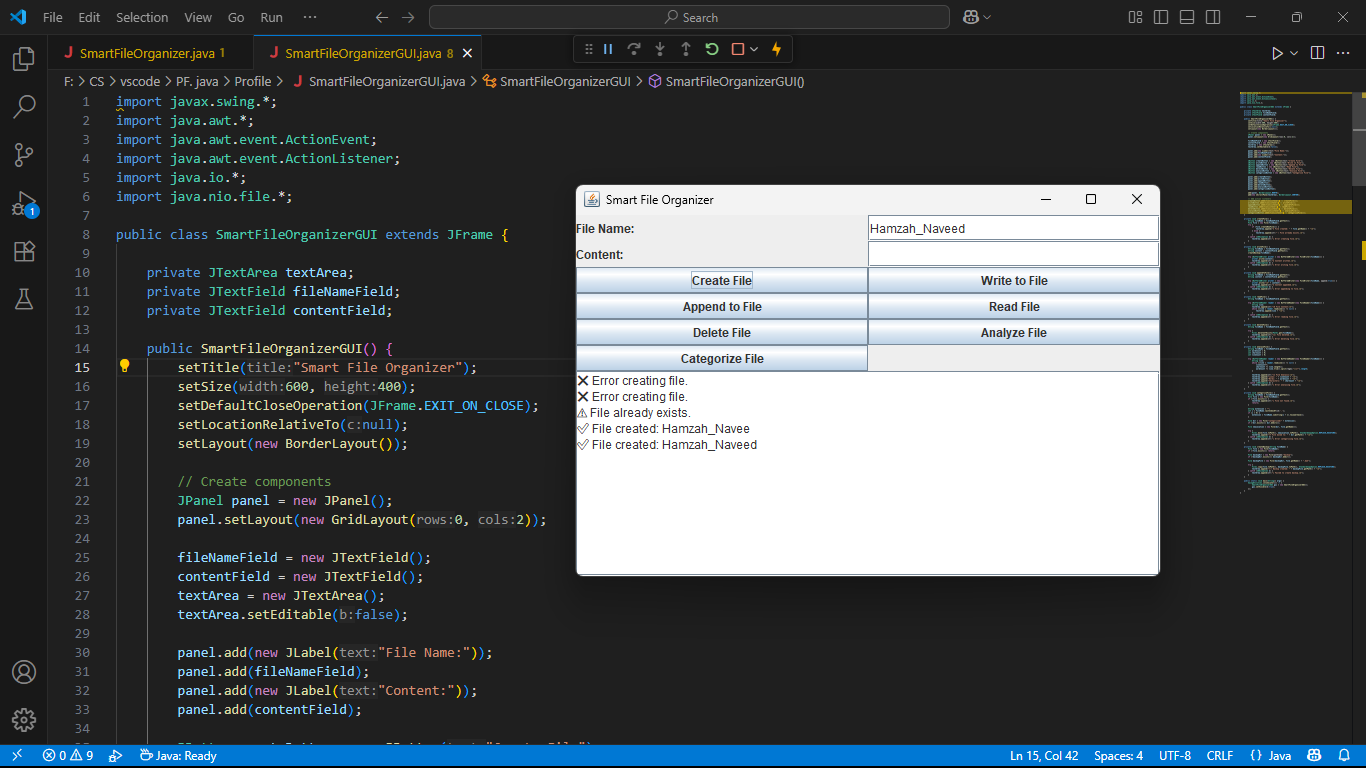 File Edit Selection View Go Run ··· Search
SmartFileOrganizer.java 1 SmartFileOrganizerGUI.java 8
F: > CS > vscode > PF. java > Profile > SmartFileOrganizerGUI.java > SmartFileOrganizerGUI > SmartFileOrganizerGUI()
1 import javax.swing.*;
2 import java.awt.*;
3 import java.awt.event.ActionEvent;
4 import java.awt.event.ActionListener;
5 import java.io.*;
6 import java.nio.file.*;
7
8 public class SmartFileOrganizerGUI extends JFrame {
9
10 private JTextArea textArea;
11 private JTextField fileNameField;
12 private JTextField contentField;
13
14 public SmartFileOrganizerGUI() {
15 setTitle(title:"Smart File Organizer");
16 setSize(width:600, height:400);
17 setDefaultCloseOperation(JFrame.EXIT_ON_CLOSE);
18 setLocationRelativeTo(c:null);
19 setLayout(new BorderLayout());
20
21 // Create components
22 JPanel panel = new JPanel();
23 panel.setLayout(new GridLayout(rows:0, cols:2));
24
25 fileNameField = new JTextField();
26 contentField = new JTextField();
27 textArea = new JTextArea();
28 textArea.setEditable(b:false);
29
30 panel.add(new JLabel(text:"File Name:"));
31 panel.add(fileNameField);
32 panel.add(new JLabel(text:"Content:"));
33 panel.add(contentField);
34
Smart File Organizer
File Name: Hamzah_Naveed
Content:
Create File Write to File
Append to File Read File
Delete File Analyze File
Categorize File
❌ Error creating file.
❌ Error creating file.
⚠ File already exists.
✅ File created: Hamzah_Navee
✅ File created: Hamzah_Naveed
1
0 9 Java: Ready Ln 15, Col 42 Spaces: 4 UTF-8 CRLF {} Java